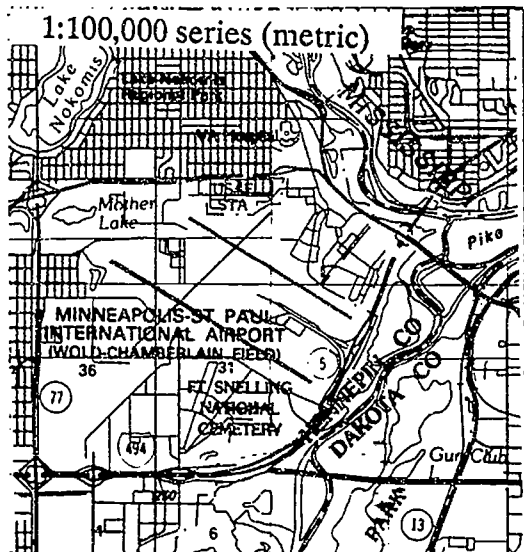 1:100,000 series (metric)
Lake
Nokomis
Lake Nokomis
Regional Park
VA Hospital
MISSISSIPPI
STA
Mother
Lake
Pike
MINNEAPOLIS-ST PAUL
INTERNATIONAL AIRPORT
(WOLD-CHAMBERLAIN FIELD)
36
31
5
HENNEPIN CO
DAKOTA CO
FT SNELLING
NATIONAL
CEMETERY
77
494
Gun Club
6
13